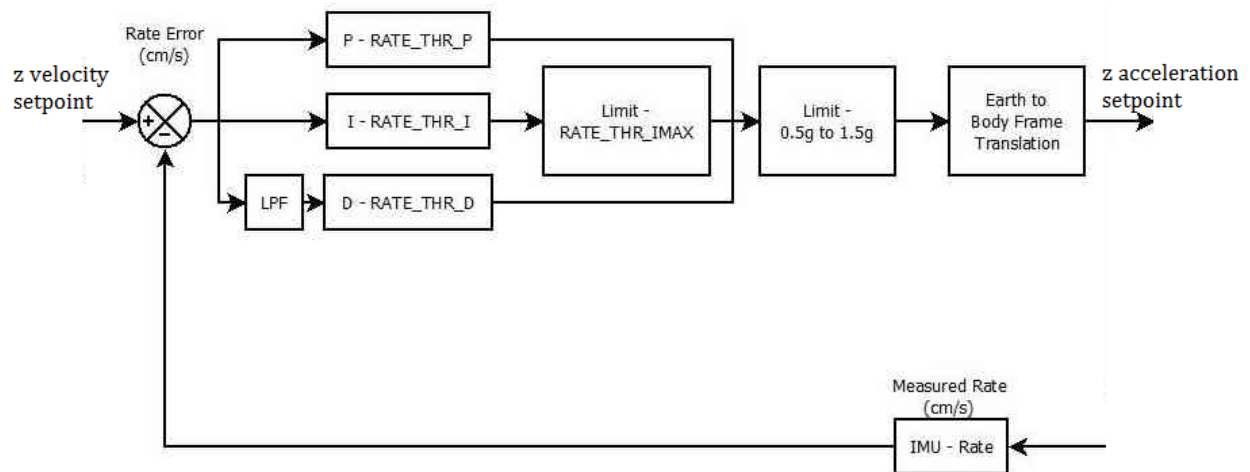 Rate Error
(cm/s)
z velocity
setpoint
+
−
P - RATE_THR_P
I - RATE_THR_I
LPF
D - RATE_THR_D
Limit -
RATE_THR_IMAX
Limit -
0.5g to 1.5g
Earth to
Body Frame
Translation
z acceleration
setpoint
Measured Rate
(cm/s)
IMU - Rate